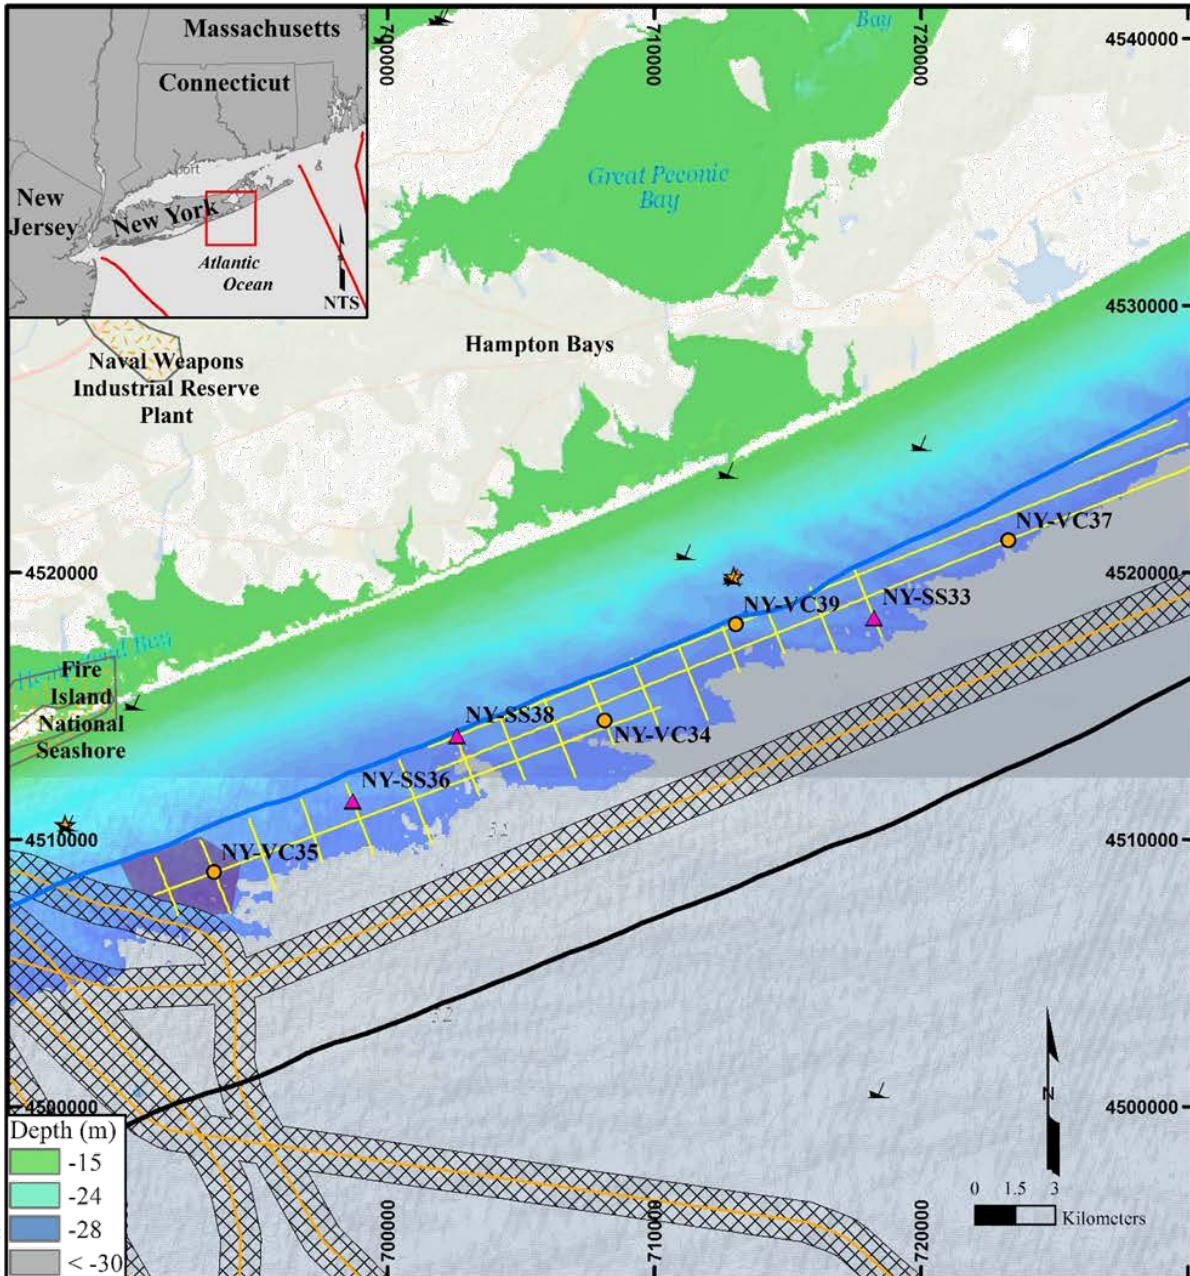 Massachusetts
Connecticut
New
Jersey
New York
Atlantic
Ocean
NTS
700000
710000
720000
Bay
4540000
Great Peconic
Bay
4530000
Hampton Bays
Naval Weapons
Industrial Reserve
Plant
NY-VC37
4520000
4520000
NY-SS33
NY-VC39
Fire
Island
National
Seashore
Bay
NY-SS38
NY-VC34
NY-SS36
4510000
4510000
NY-VC35
4500000
4500000
N
Depth (m)
-15
-24
-28
< -30
700000
710000
720000
0 1.5 3
Kilometers